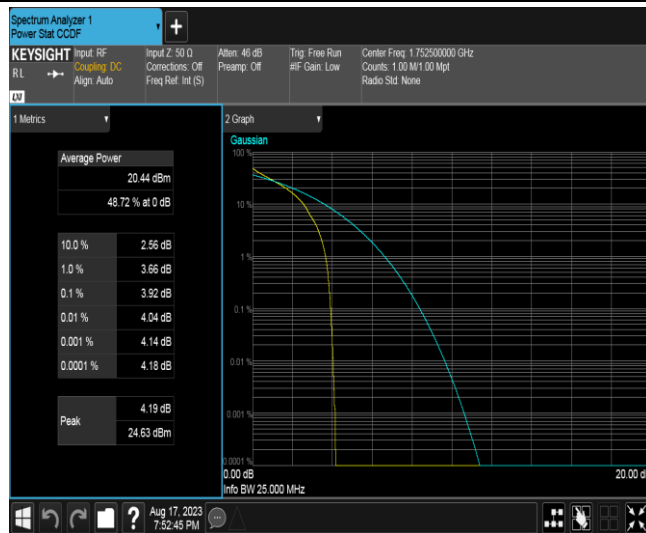 Spectrum Analyzer 1
Power Stat CCDF
KEYSIGHT
RL
Input: RF
Coupling: DC
Align: Auto
Input Z: 50 Ω
Corrections: Off
Freq Ref: Int (S)
Atten: 46 dB
Preamp: Off
Trig: Free Run
#IF Gain: Low
Center Freq: 1.752500000 GHz
Counts: 1.00 M/1.00 Mpt
Radio Std: None
LXI
1 Metrics
Average Power
20.44 dBm
48.72 % at 0 dB
10.0 % 2.56 dB
1.0 % 3.66 dB
0.1 % 3.92 dB
0.01 % 4.04 dB
0.001 % 4.14 dB
0.0001 % 4.18 dB
Peak
4.19 dB
24.63 dBm
2 Graph
Gaussian
100 %
10 %
1 %
0.1 %
0.01 %
0.001 %
0.0001 %
0.00 dB
20.00 d
Info BW 25.000 MHz
?
Aug 17, 2023
7:52:45 PM